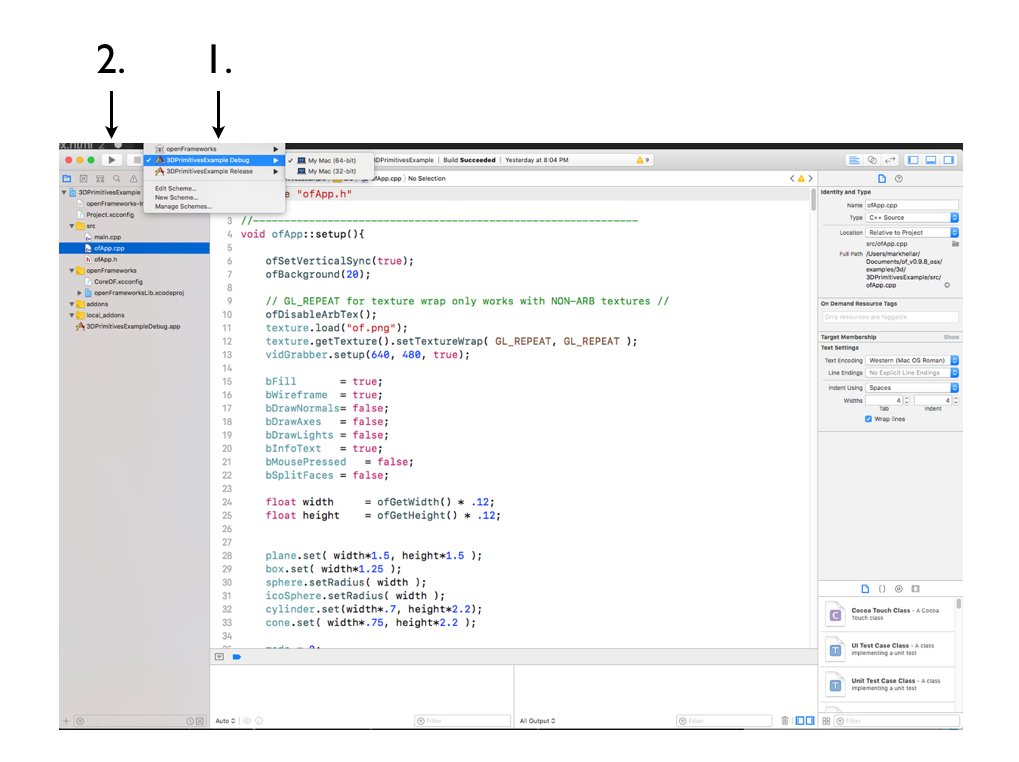 2. 1.
x.html 2
openFrameworks
3DPrimitivesExample Debug
3DPrimitivesExample Release
Edit Scheme...
New Scheme...
Manage Schemes...
My Mac (64-bit)
My Mac (32-bit)
3DPrimitivesExample | Build Succeeded | Yesterday at 8:04 PM
9
ofApp.cpp
No Selection
3DPrimitivesExample
Project.xcconfig
src
main.cpp
ofApp.cpp
ofApp.h
openFrameworks
CoreOF.xcconfig
openFrameworksLib.xcodeproj
addons
local_addons
3DPrimitivesExampleDebug.app
"ofApp.h"
3 //--------------------------------------------------------------
4 void ofApp::setup(){
5
6 ofSetVerticalSync(true);
7 ofBackground(20);
8
9 // GL_REPEAT for texture wrap only works with NON-ARB textures //
10 ofDisableArbTex();
11 texture.load("of.png");
12 texture.getTexture().setTextureWrap( GL_REPEAT, GL_REPEAT );
13 vidGrabber.setup(640, 480, true);
14
15 bFill = true;
16 bWireframe = true;
17 bDrawNormals= false;
18 bDrawAxes = false;
19 bDrawLights = false;
20 bInfoText = true;
21 bMousePressed = false;
22 bSplitFaces = false;
23
24 float width = ofGetWidth() * .12;
25 float height = ofGetHeight() * .12;
26
27
28 plane.set( width*1.5, height*1.5 );
29 box.set( width*1.25 );
30 sphere.setRadius( width );
31 icoSphere.setRadius( width );
32 cylinder.set(width*.7, height*2.2);
33 cone.set( width*.75, height*2.2 );
34
Auto
Filter
All Output
Filter
Identity and Type
Name ofApp.cpp
Type C++ Source
Location Relative to Project
src/ofApp.cpp
Full Path /Users/markhellar/
Documents/of_v0.9.8_osx/
examples/3d/
3DPrimitivesExample/src/
ofApp.cpp
On Demand Resource Tags
Only resources are taggable
Target Membership Show
Text Settings
Text Encoding Western (Mac OS Roman)
Line Endings No Explicit Line Endings
Indent Using Spaces
Widths 4 4
Tab Indent
Wrap lines
Cocoa Touch Class - A Cocoa
Touch class
UI Test Case Class - A class
implementing a unit test
Unit Test Case Class - A class
implementing a unit test
Filter